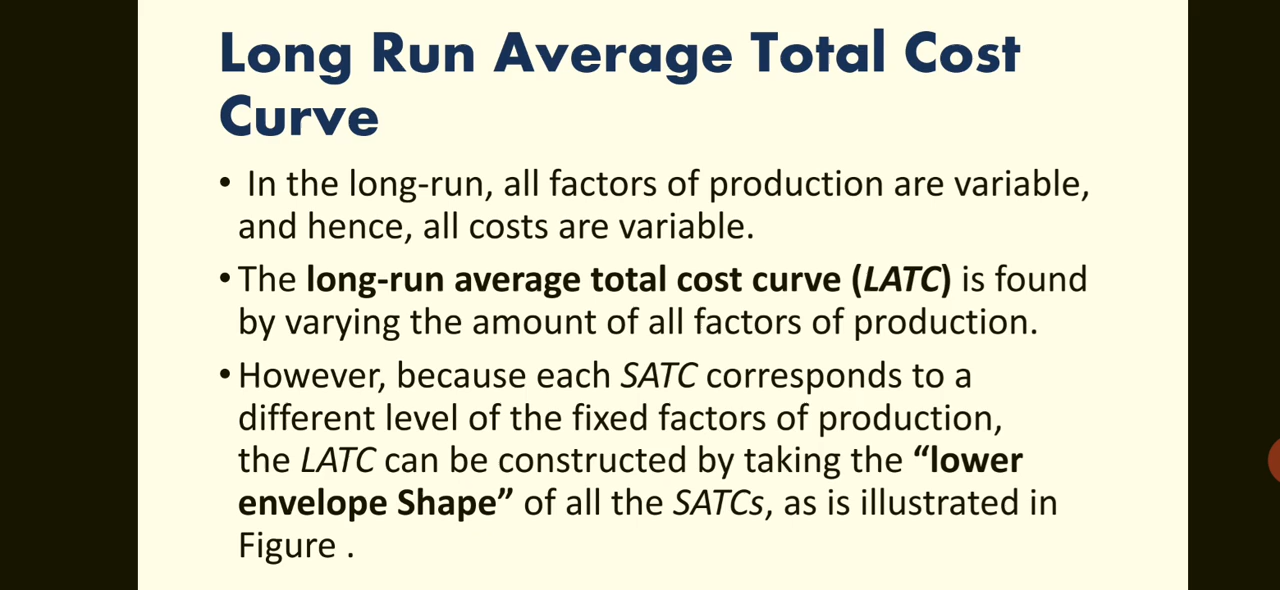 Long Run Average Total Cost
Curve
• In the long-run, all factors of production are variable,
and hence, all costs are variable.
• The long-run average total cost curve (LATC) is found
by varying the amount of all factors of production.
• However, because each SATC corresponds to a
different level of the fixed factors of production,
the LATC can be constructed by taking the “lower
envelope Shape” of all the SATCs, as is illustrated in
Figure .